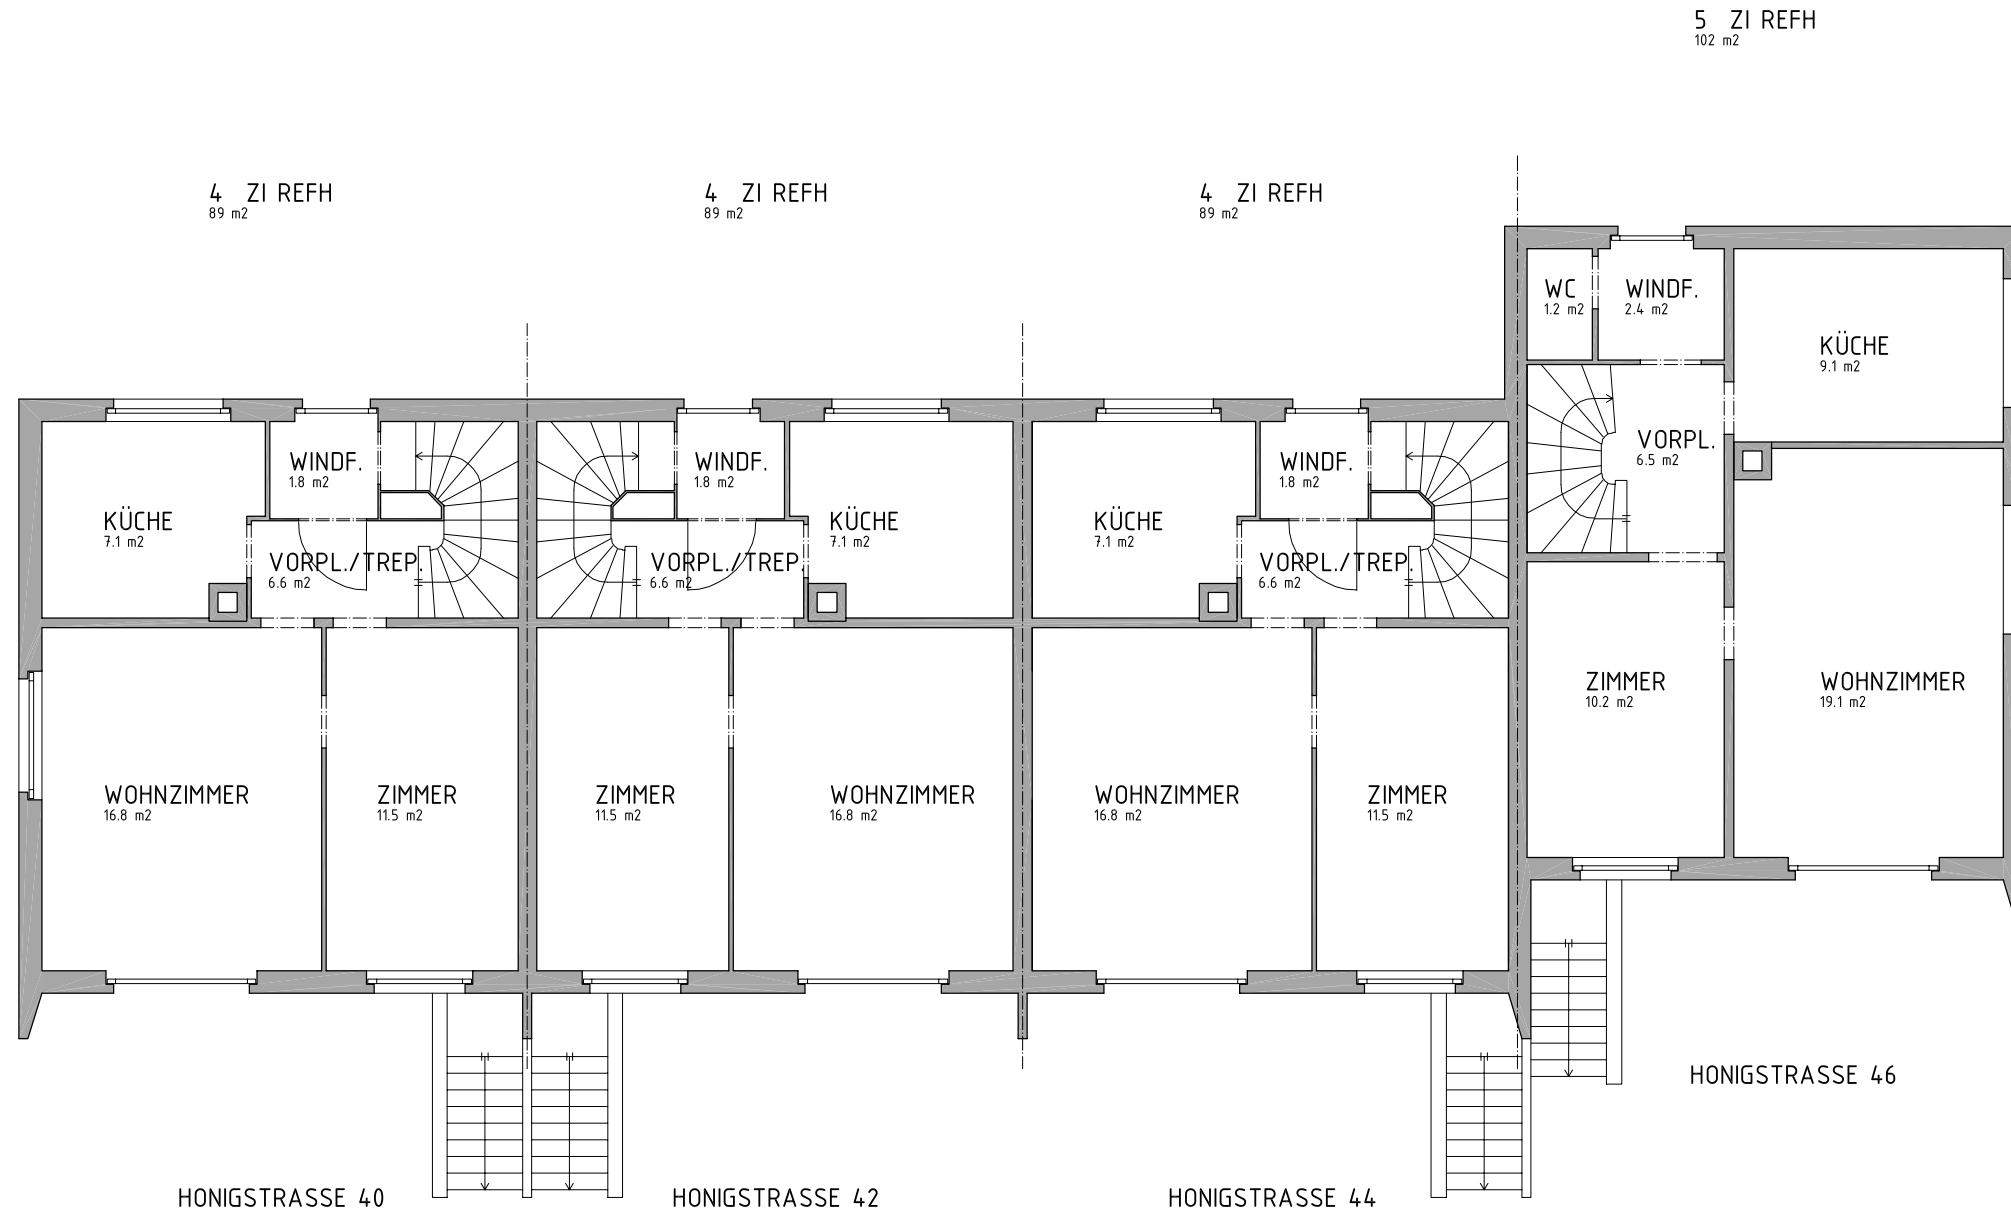 5 ZI REFH
102 m2
4 ZI REFH
89 m2
4 ZI REFH
89 m2
4 ZI REFH
89 m2
WC
1.2 m2
WINDF.
2.4 m2
KÜCHE
9.1 m2
VORPL.
6.5 m2
WINDF.
1.8 m2
WINDF.
1.8 m2
WINDF.
1.8 m2
KÜCHE
7.1 m2
KÜCHE
7.1 m2
KÜCHE
7.1 m2
VORPL./TREP.
6.6 m2
VORPL./TREP.
6.6 m2
VORPL./TREP.
6.6 m2
ZIMMER
10.2 m2
WOHNZIMMER
19.1 m2
WOHNZIMMER
16.8 m2
ZIMMER
11.5 m2
ZIMMER
11.5 m2
WOHNZIMMER
16.8 m2
WOHNZIMMER
16.8 m2
ZIMMER
11.5 m2
HONIGSTRASSE 46
HONIGSTRASSE 40
HONIGSTRASSE 42
HONIGSTRASSE 44